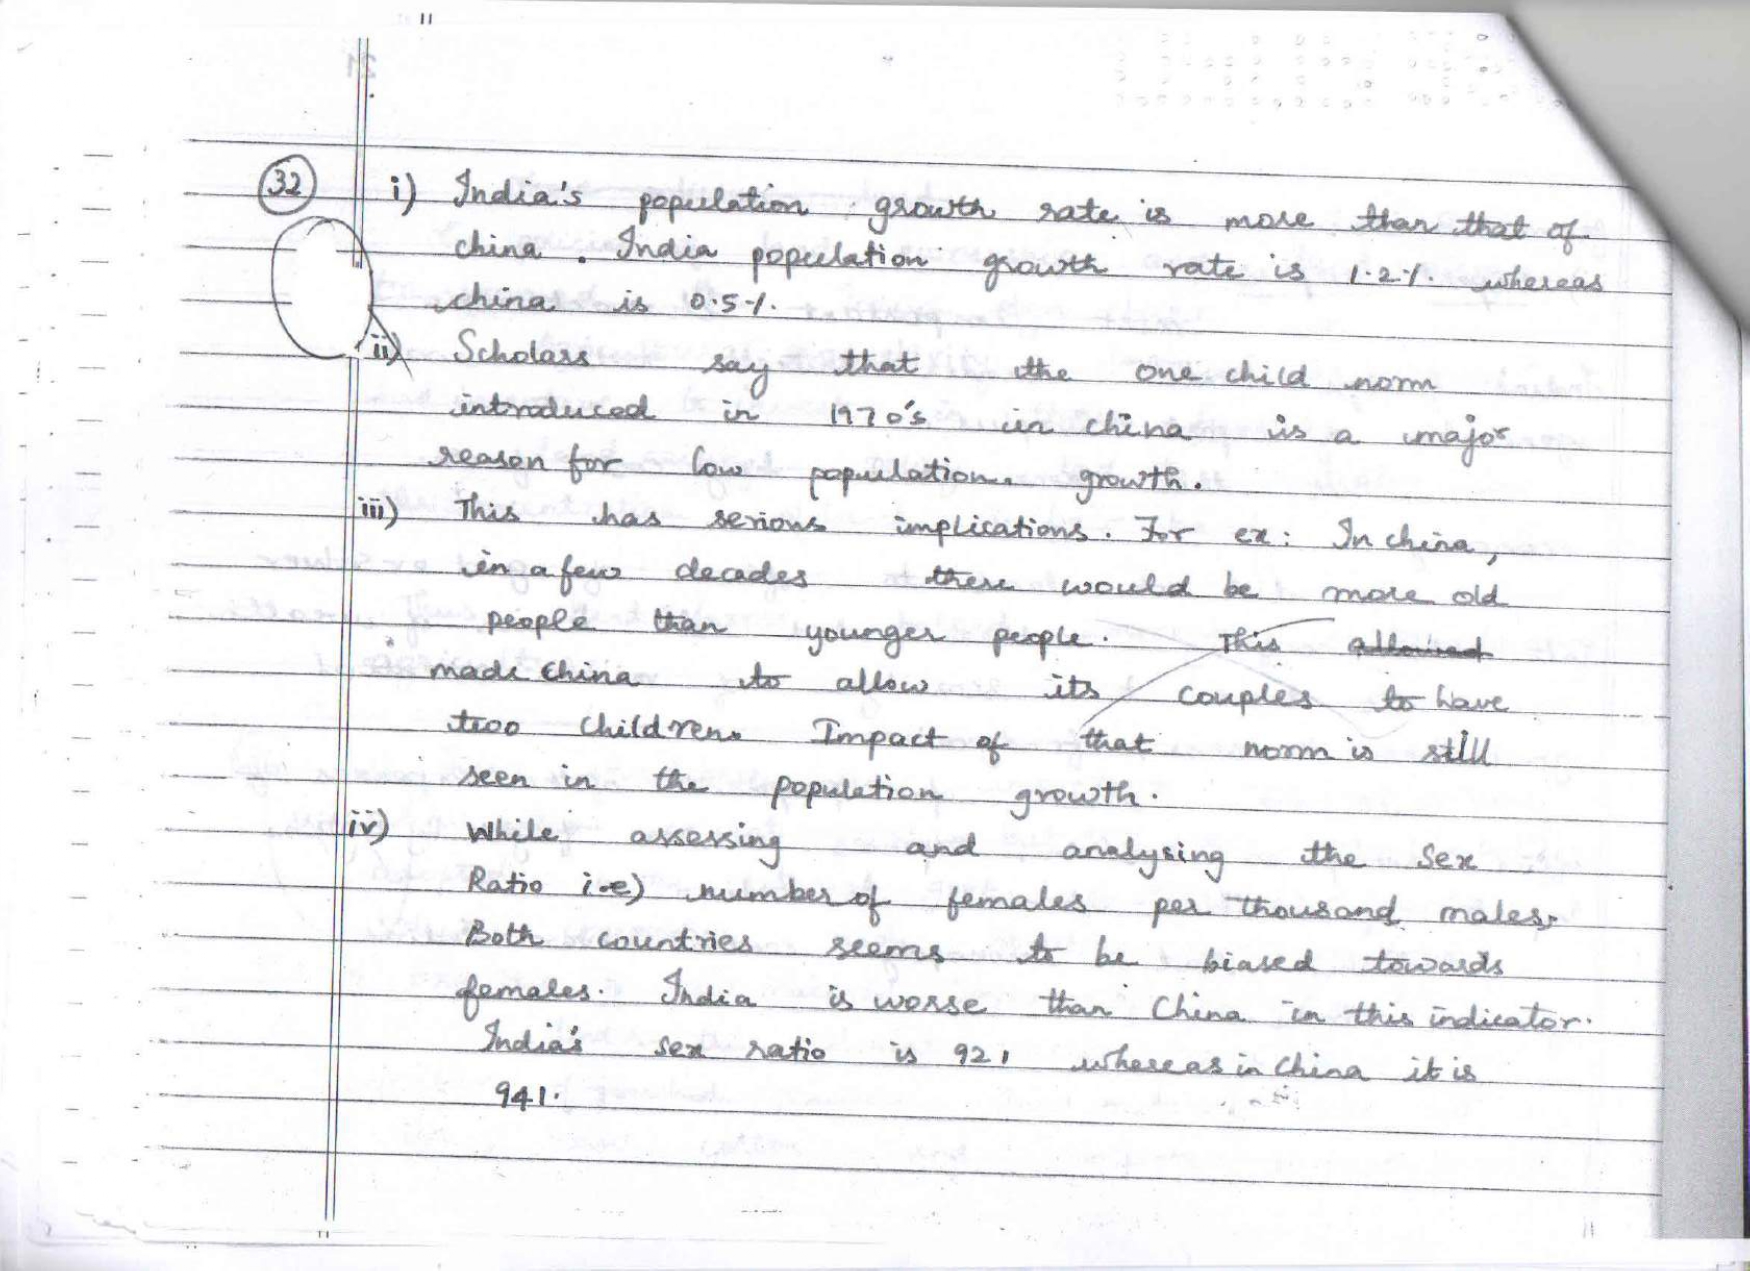 21
32 i) India's population growth rate is more than that of
china. India population growth rate is 1.2%. whereas
china is 0.5%.
ii) Scholars say that the one child norm
introduced in 1970's in china is a major
reason for low population growth.
iii) This has serious implications. For ex: In china,
in a few decades there would be more old
people than younger people. This allowed
made China to allow its couples to have
two children. Impact of that norm is still
seen in the population growth.
iv) While assessing and analysing the Sex
Ratio i.e) number of females per thousand males,
Both countries seems to be biased towards
females. India is worse than China in this indicator.
India's sex ratio is 921 whereas in China it is
941.